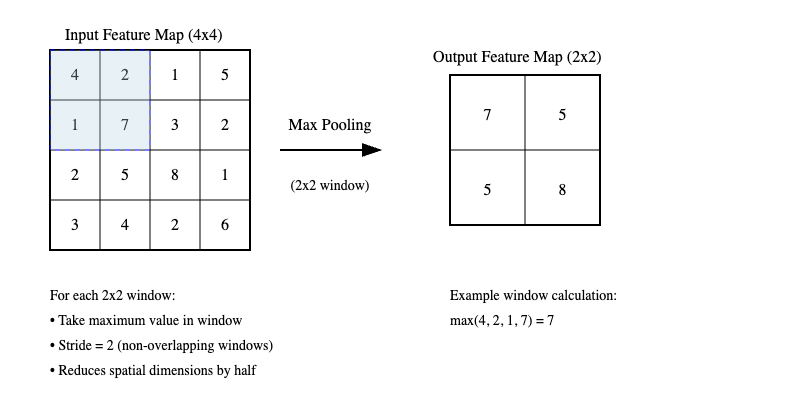 Input Feature Map (4x4)
4 2 1 5
1 7 3 2
2 5 8 1
3 4 2 6
Max Pooling
(2x2 window)
Output Feature Map (2x2)
7 5
5 8
For each 2x2 window:
• Take maximum value in window
• Stride = 2 (non-overlapping windows)
• Reduces spatial dimensions by half
Example window calculation:
max(4, 2, 1, 7) = 7